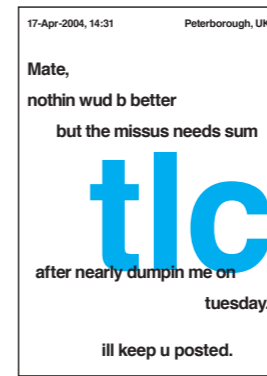 17-Apr-2004, 14:31 Peterborough, UK
Mate,
nothin wud b better
but the missus needs sum
tlc
after nearly dumpin me on
tuesday.
ill keep u posted.